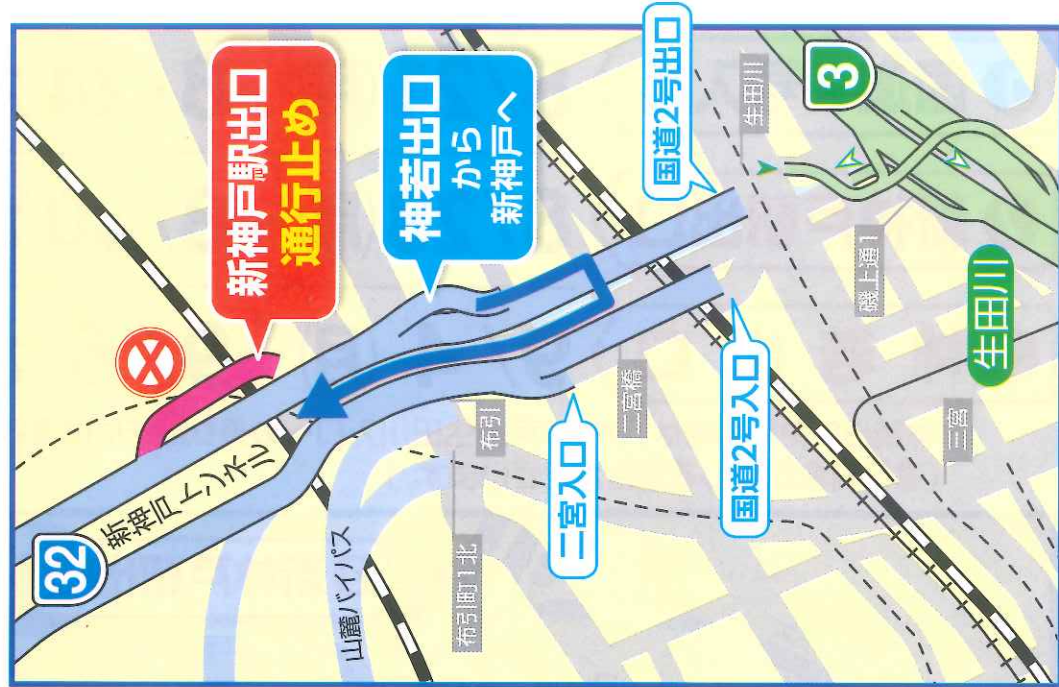 32
新神戸トンネル
新神戸駅出口
通行止め
神若出口
から
新神戸へ
国道2号出口
生田川
3
山麓バイパス
布引
布引町1北
二宮入口
二宮橋
国道2号入口
磯上通1
生田川
三宮